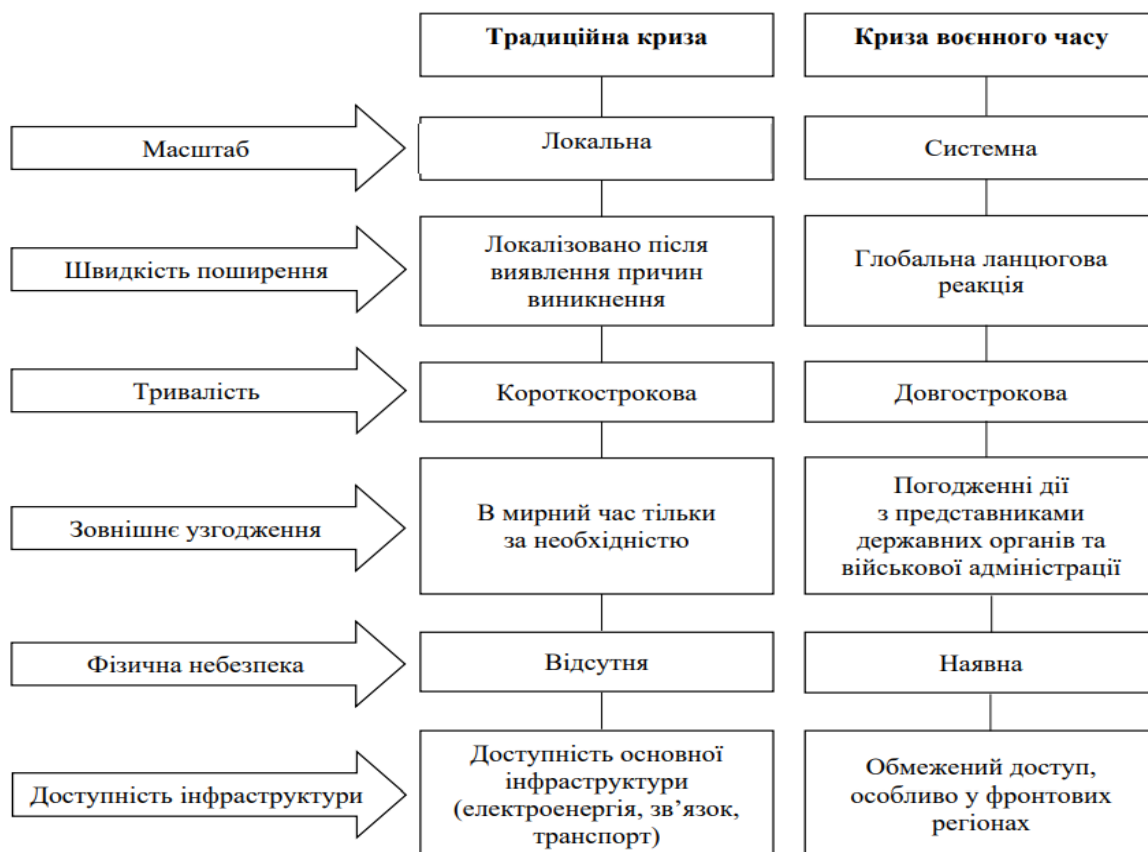 Традиційна криза
Криза воєнного часу
Масштаб
Локальна
Системна
Швидкість поширення
Локалізовано після
виявлення причин
виникнення
Глобальна ланцюгова
реакція
Тривалість
Короткострокова
Довгострокова
Зовнішнє узгодження
В мирний час тільки
за необхідністю
Погодженні дії
з представниками
державних органів та
військової адміністрації
Фізична небезпека
Відсутня
Наявна
Доступність інфраструктури
Доступність основної
інфраструктури
(електроенергія, зв’язок,
транспорт)
Обмежений доступ,
особливо у фронтових
регіонах